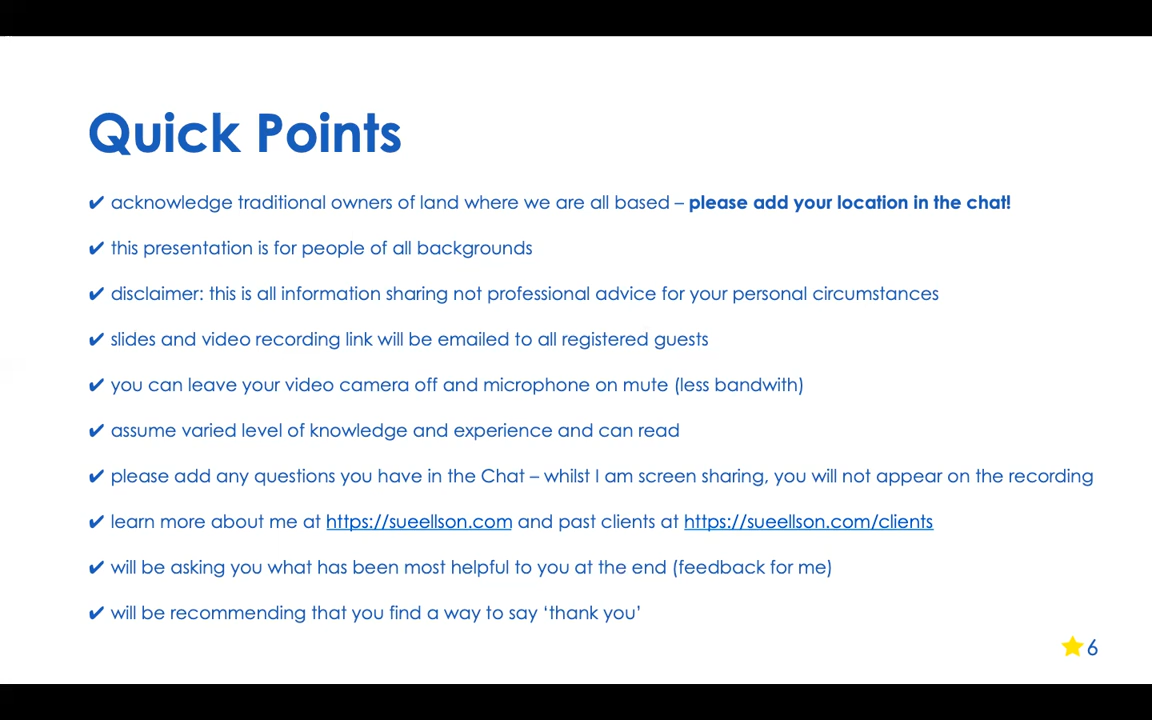 Quick Points
✔ acknowledge traditional owners of land where we are all based – please add your location in the chat!
✔ this presentation is for people of all backgrounds
✔ disclaimer: this is all information sharing not professional advice for your personal circumstances
✔ slides and video recording link will be emailed to all registered guests
✔ you can leave your video camera off and microphone on mute (less bandwith)
✔ assume varied level of knowledge and experience and can read
✔ please add any questions you have in the Chat – whilst I am screen sharing, you will not appear on the recording
✔ learn more about me at https://sueellson.com and past clients at https://sueellson.com/clients
✔ will be asking you what has been most helpful to you at the end (feedback for me)
✔ will be recommending that you find a way to say ‘thank you’
6